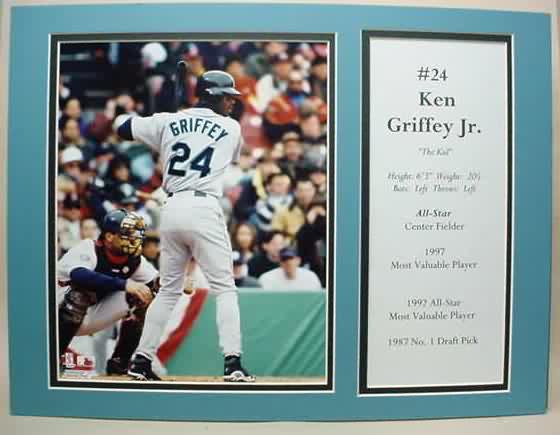 GRIFFEY
24
#24
Ken
Griffey Jr.
"The Kid"
Height: 6'3" Weight:
Bats: Left Throws: Left
All-Star
Center Fielder
1997
Most Valuable Player
1992 All-Star
Most Valuable Player
1987 No. 1 Draft Pick